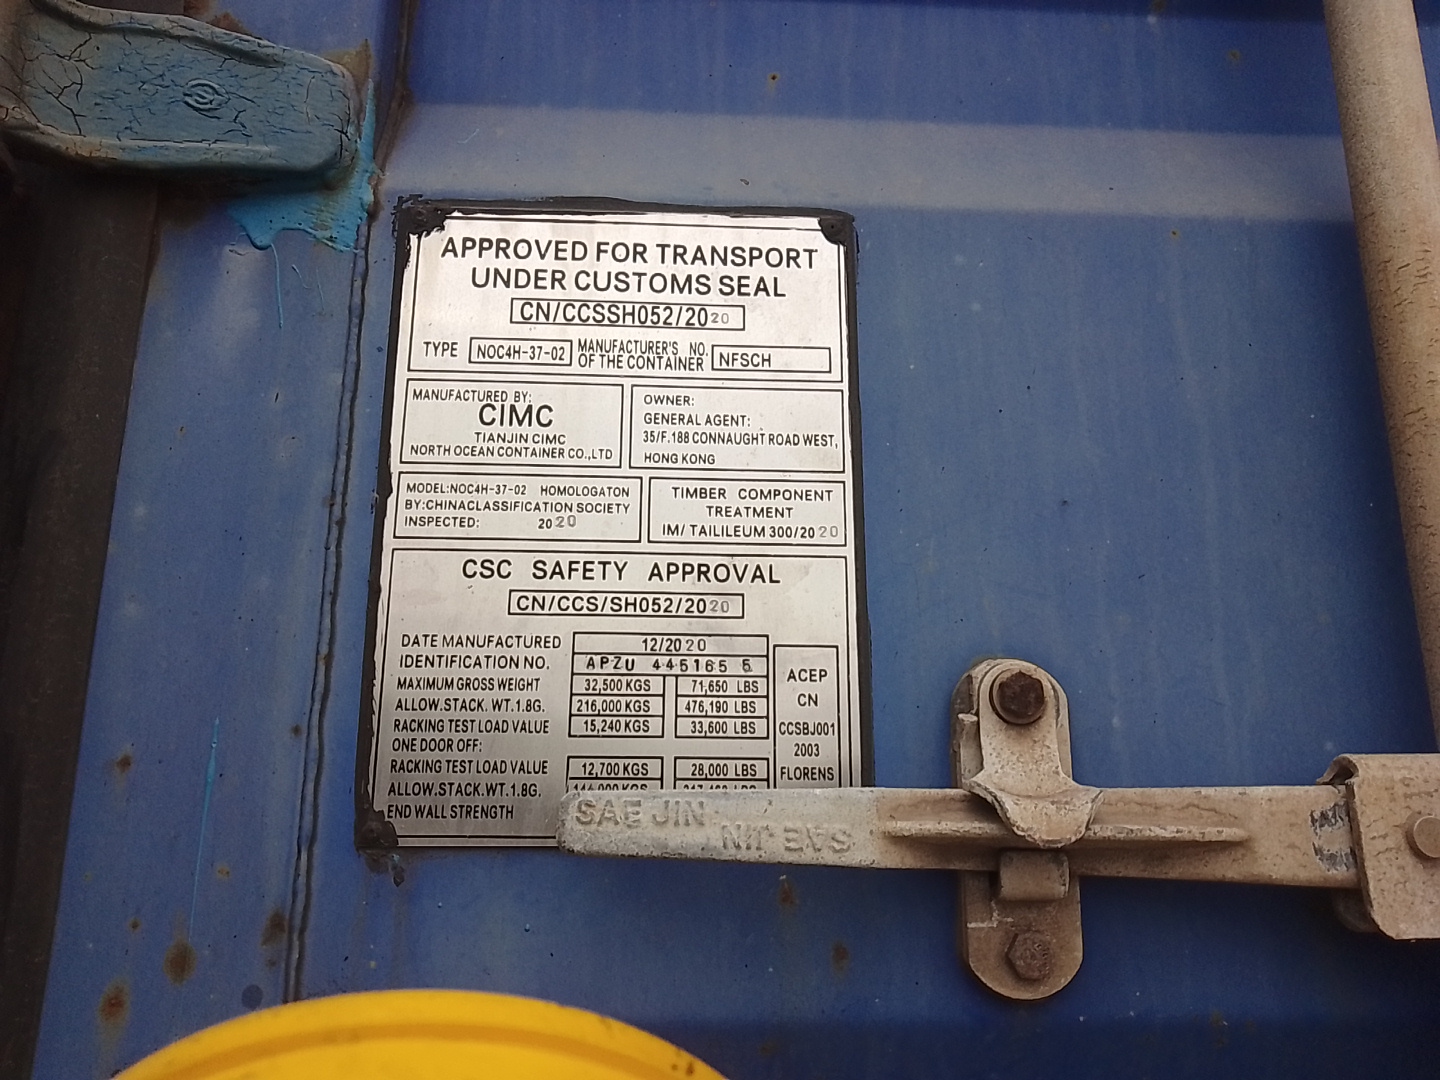 APPROVED FOR TRANSPORT
UNDER CUSTOMS SEAL
CN/CCSSH052/2020
TYPE NOC4H-37-02 MANUFACTURER'S NO. OF THE CONTAINER NFSCH
MANUFACTURED BY:
CIMC
TIANJIN CIMC
NORTH OCEAN CONTAINER CO.,LTD
OWNER:
GENERAL AGENT:
35/F.188 CONNAUGHT ROAD WEST,
HONG KONG
MODEL:NOC4H-37-02 HOMOLOGATON
BY:CHINACLASSIFICATION SOCIETY
INSPECTED: 2020
TIMBER COMPONENT
TREATMENT
IM/ TAILILEUM 300/2020
CSC SAFETY APPROVAL
CN/CCS/SH052/2020
DATE MANUFACTURED 12/2020
IDENTIFICATION NO. APZU 445165 5
MAXIMUM GROSS WEIGHT 32,500 KGS 71,650 LBS
ALLOW.STACK. WT.1.8G. 216,000 KGS 476,190 LBS
RACKING TEST LOAD VALUE 15,240 KGS 33,600 LBS
ONE DOOR OFF:
RACKING TEST LOAD VALUE 12,700 KGS 28,000 LBS
ALLOW.STACK.WT.1.8G. KGS LBS
END WALL STRENGTH
ACEP
CN
CCSBJ001
2003
FLORENS
SAE JIN
SAE JIN